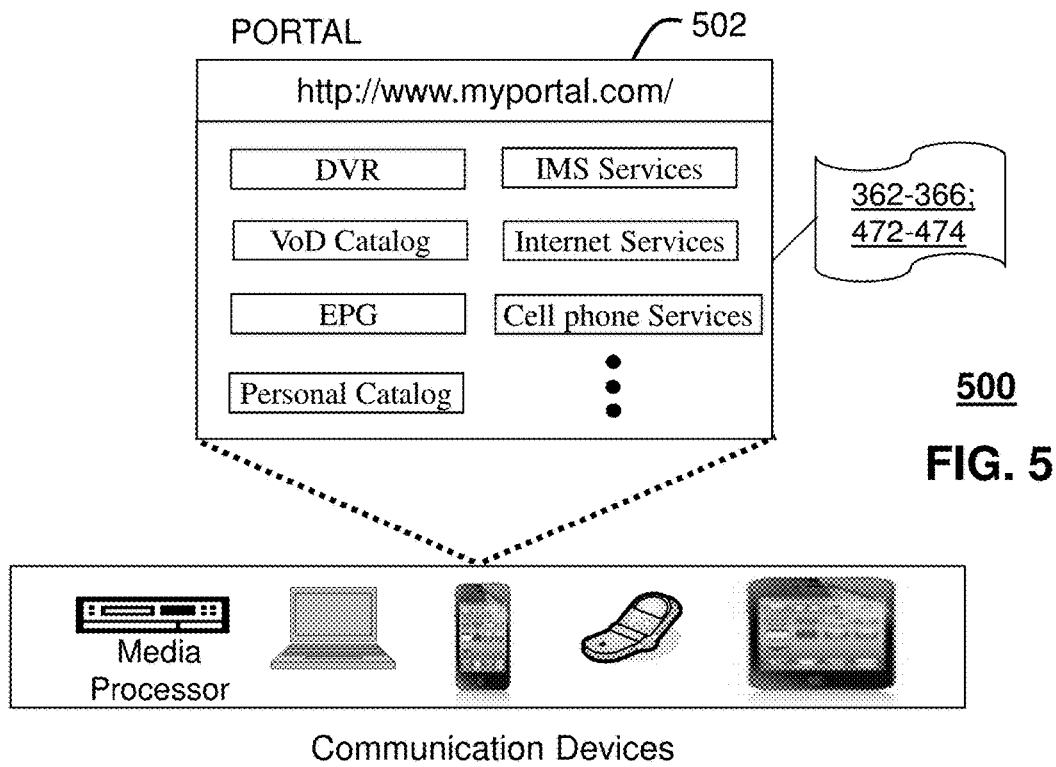 PORTAL
502
http://www.myportal.com/
DVR
IMS Services
VoD Catalog
Internet Services
EPG
Cell phone Services
Personal Catalog
362-366;
472-474
500
FIG. 5
Media
Processor
Communication Devices